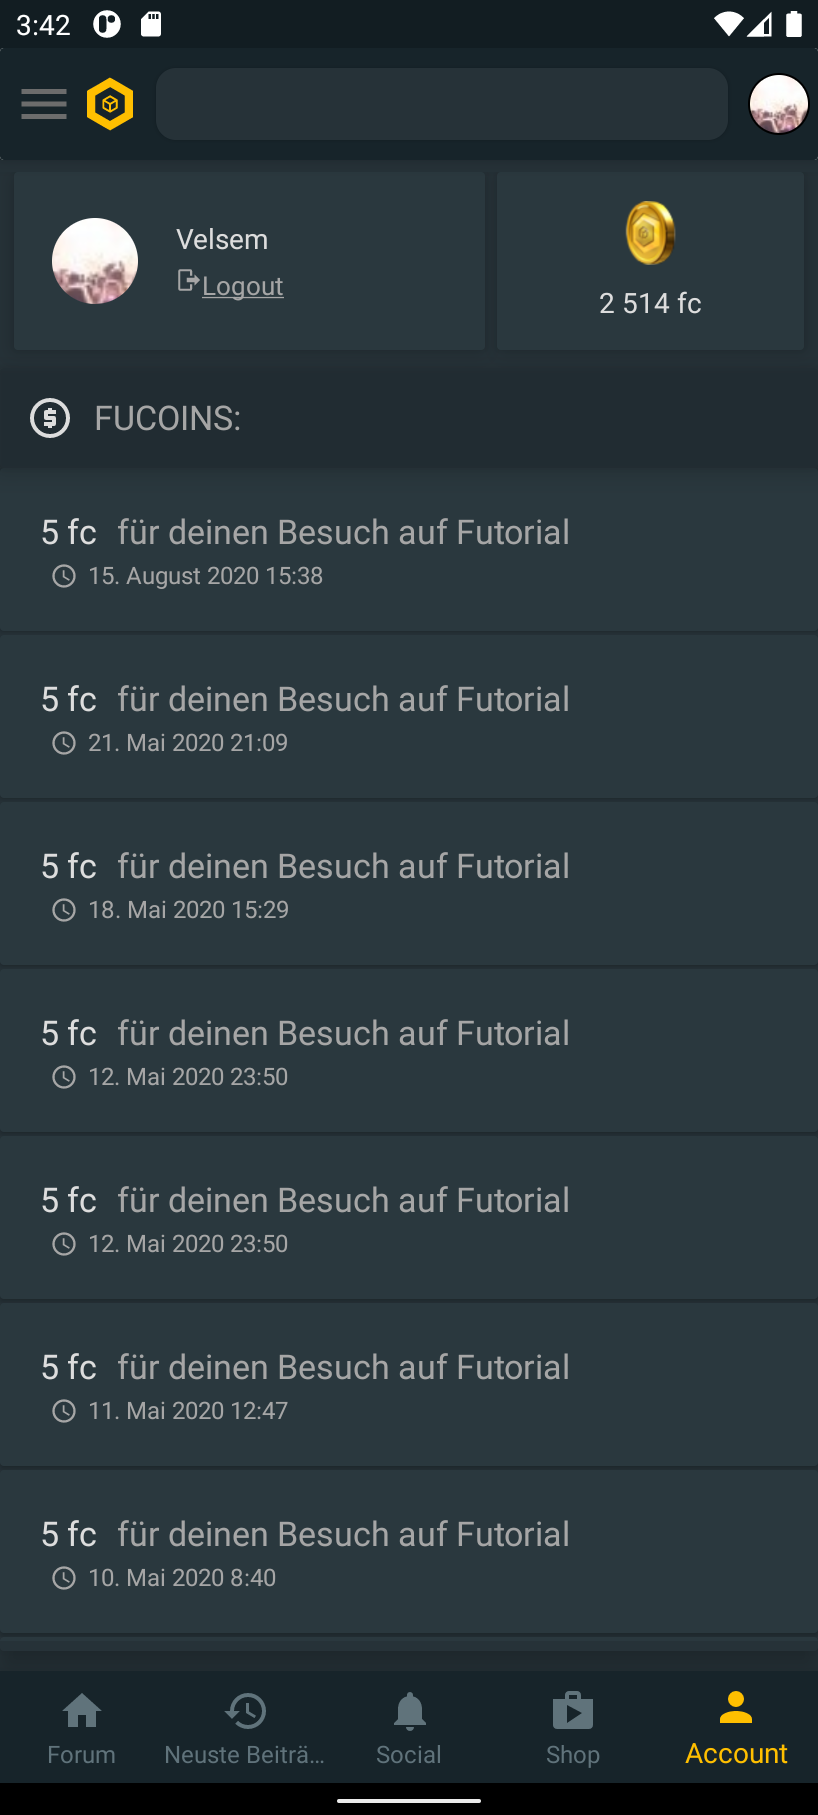 3:42
Velsem
Logout
2 514 fc
FUCOINS:
5 fc für deinen Besuch auf Futorial
15. August 2020 15:38
5 fc für deinen Besuch auf Futorial
21. Mai 2020 21:09
5 fc für deinen Besuch auf Futorial
18. Mai 2020 15:29
5 fc für deinen Besuch auf Futorial
12. Mai 2020 23:50
5 fc für deinen Besuch auf Futorial
12. Mai 2020 23:50
5 fc für deinen Besuch auf Futorial
11. Mai 2020 12:47
5 fc für deinen Besuch auf Futorial
10. Mai 2020 8:40
Forum Neuste Beiträ... Social Shop Account